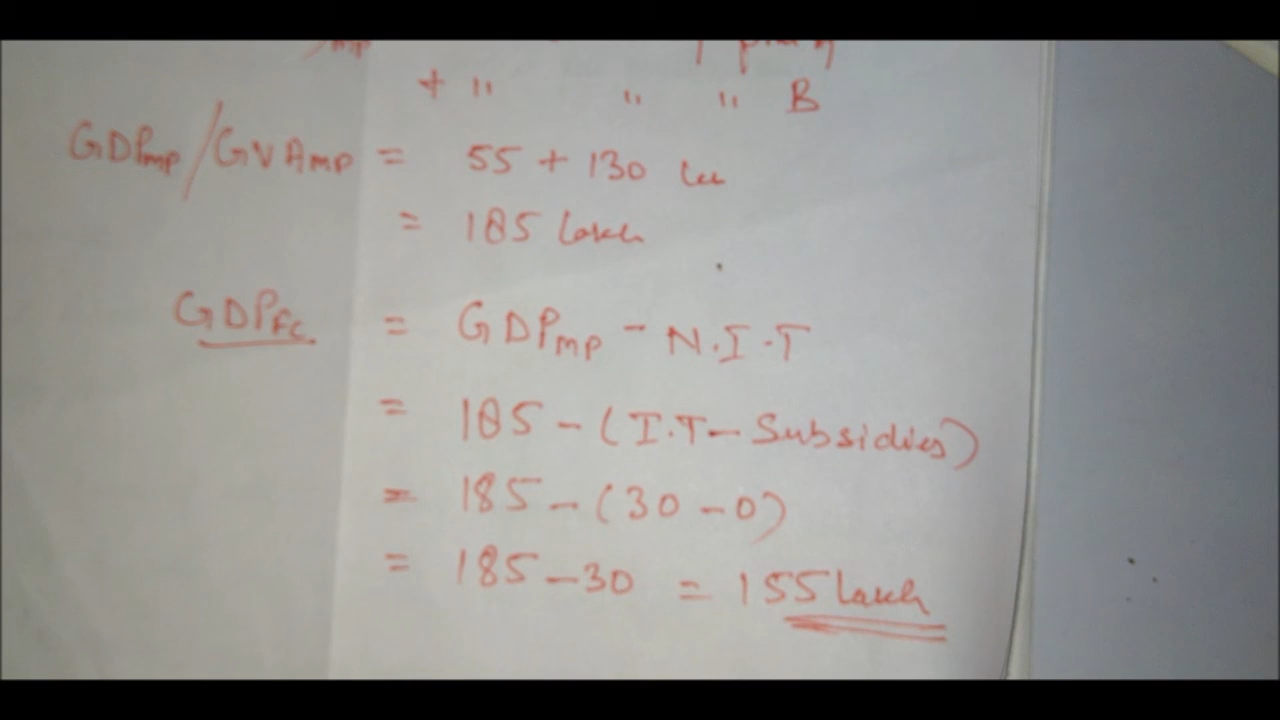 + " " " B
GDPMP/GVAMP = 55 + 130
= 185 Lakh
GDPFC = GDPMP - N.I.T
= 185 - (I.T - Subsidies)
= 185 - (30 - 0)
= 185 - 30 = 155 Lakh